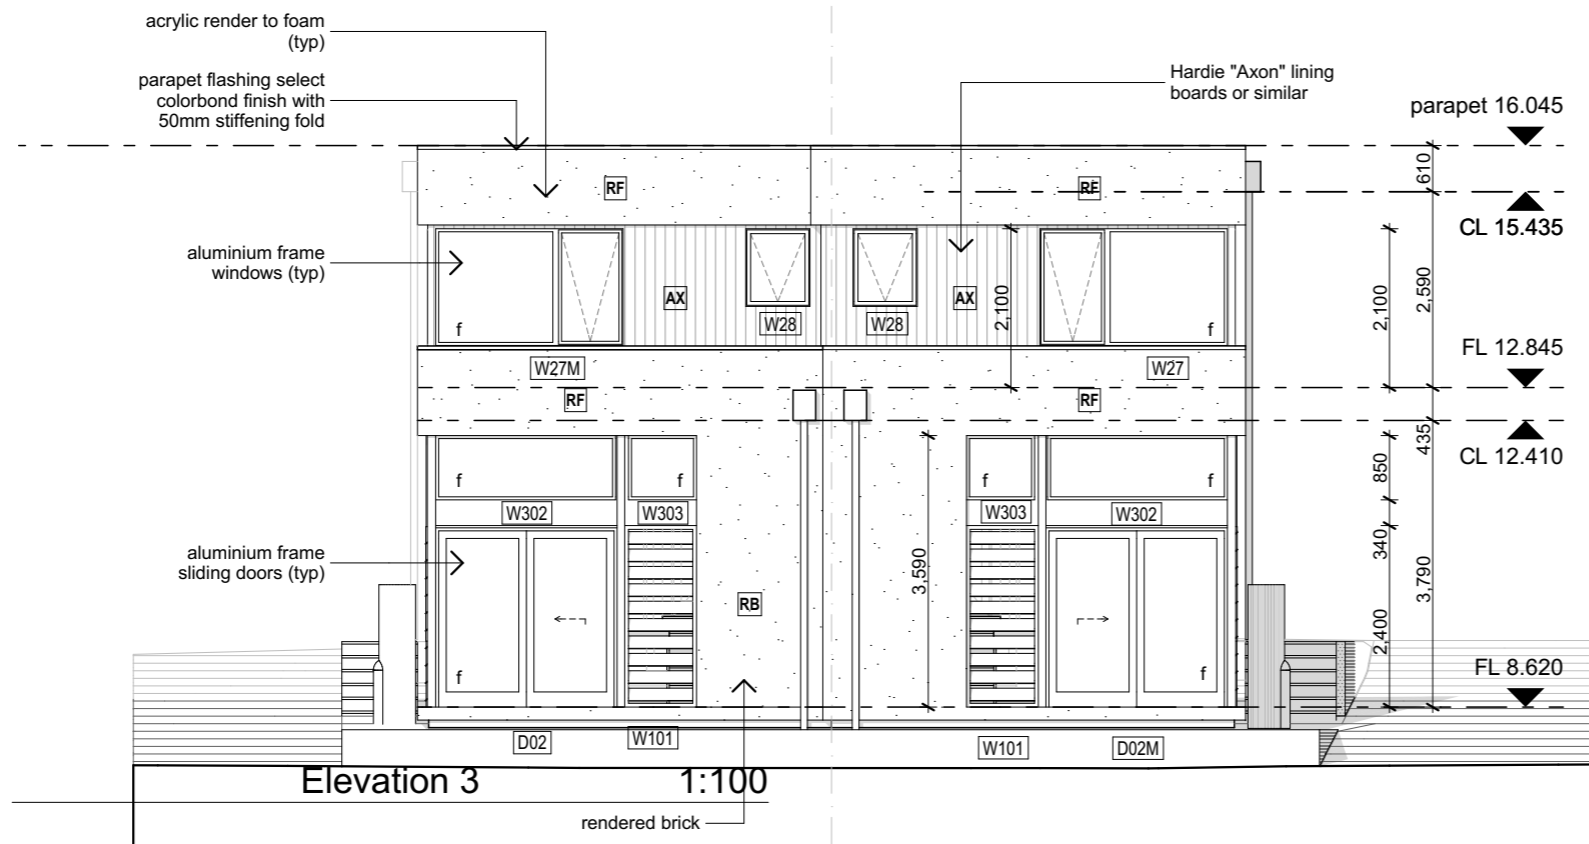 acrylic render to foam
(typ)
parapet flashing select
colorbond finish with
50mm stiffening fold
Hardie "Axon" lining
boards or similar
parapet 16.045
610
RF
RF
CL 15.435
aluminium frame
windows (typ)
AX
AX
2,100
2,100
2,590
f
f
W28
W28
FL 12.845
W27M
W27
RF
RF
435
CL 12.410
850
f
f
f
f
W302
W303
W303
W302
340
aluminium frame
sliding doors (typ)
3,590
3,790
RB
2,400
f
f
FL 8.620
D02
W101
W101
D02M
Elevation 3
1:100
rendered brick